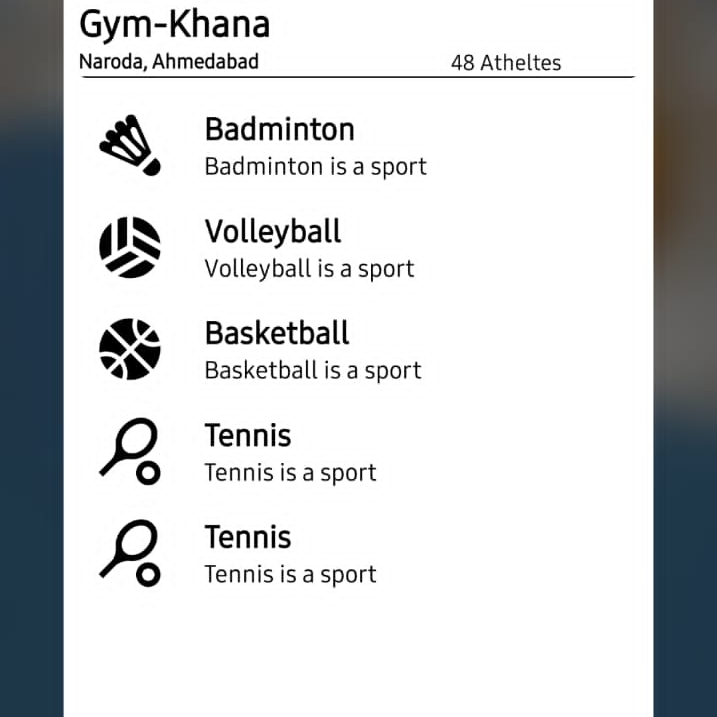 Gym-Khana
Naroda, Ahmedabad 48 Atheltes
Badminton
Badminton is a sport
Volleyball
Volleyball is a sport
Basketball
Basketball is a sport
Tennis
Tennis is a sport
Tennis
Tennis is a sport